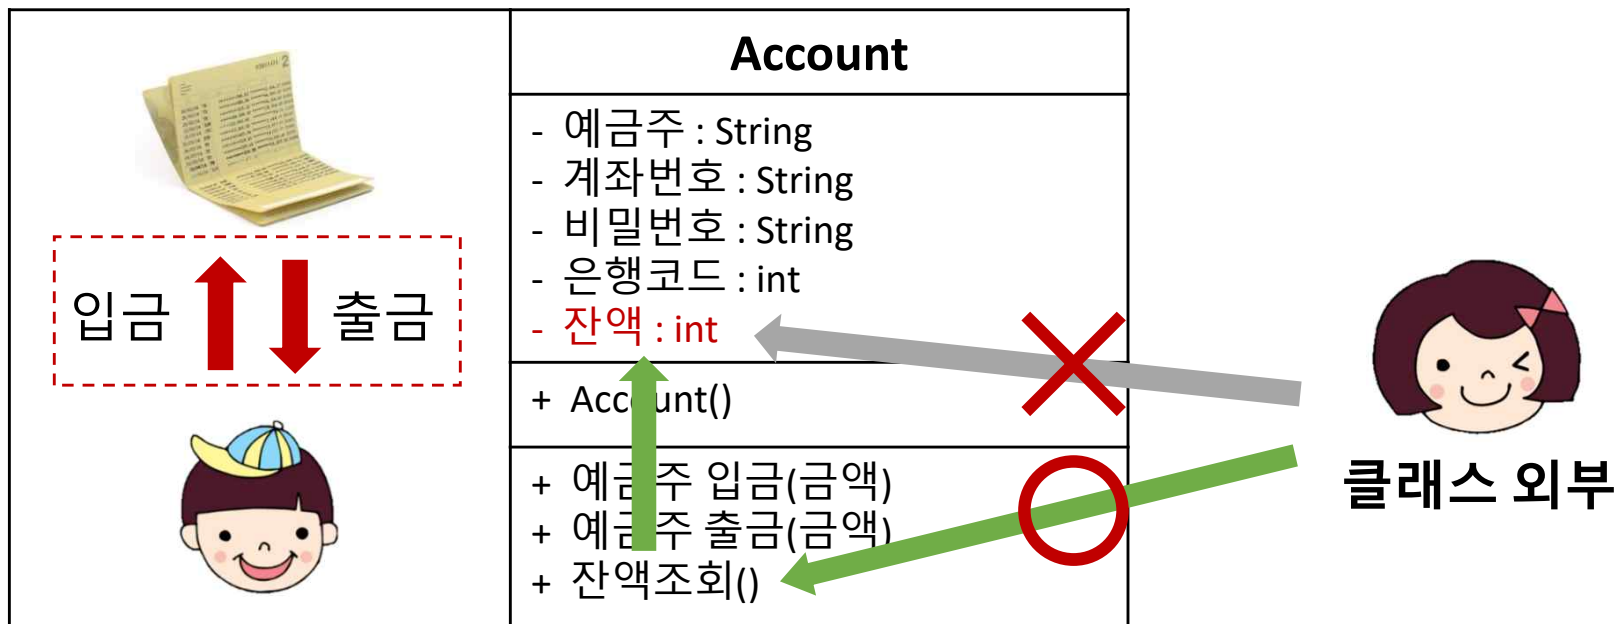 Account
- 예금주 : String
- 계좌번호 : String
- 비밀번호 : String
- 은행코드 : int
- 잔액 : int
+ Account()
+ 예금주 입금(금액)
+ 예금주 출금(금액)
+ 잔액조회()
입금
출금
클래스 외부